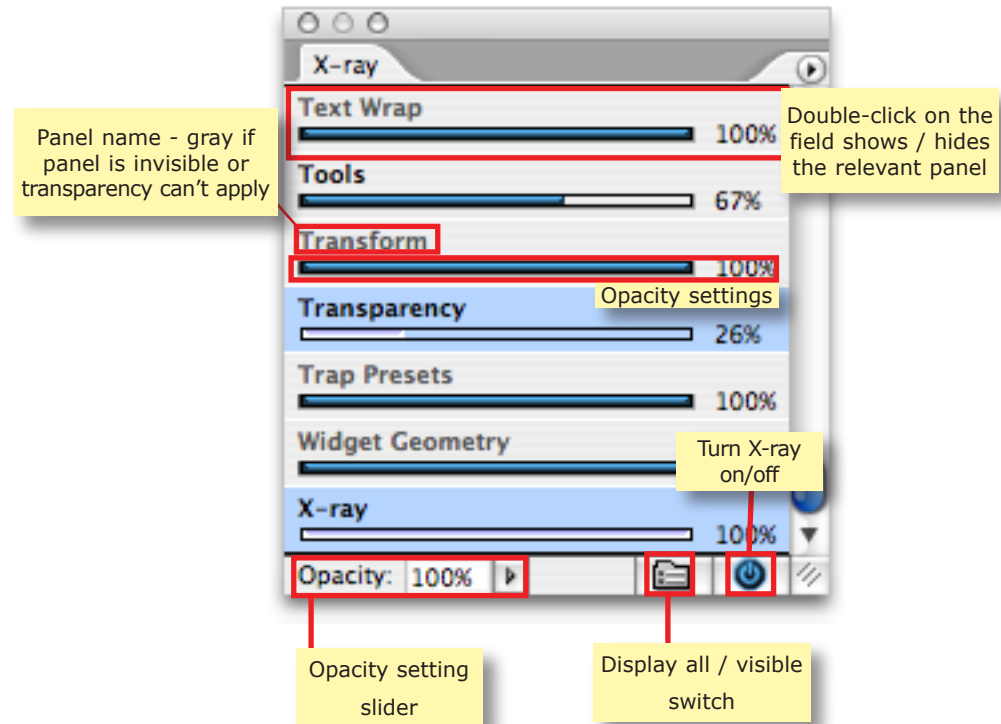 X-ray
Text Wrap
100%
Panel name - gray if
panel is invisible or
transparency can't apply
Double-click on the
field shows / hides
the relevant panel
Tools
67%
Transform
100%
Opacity settings
Transparency
26%
Trap Presets
100%
Widget Geometry
Turn X-ray
on/off
X-ray
100%
Opacity: 100%
Opacity setting
slider
Display all / visible
switch